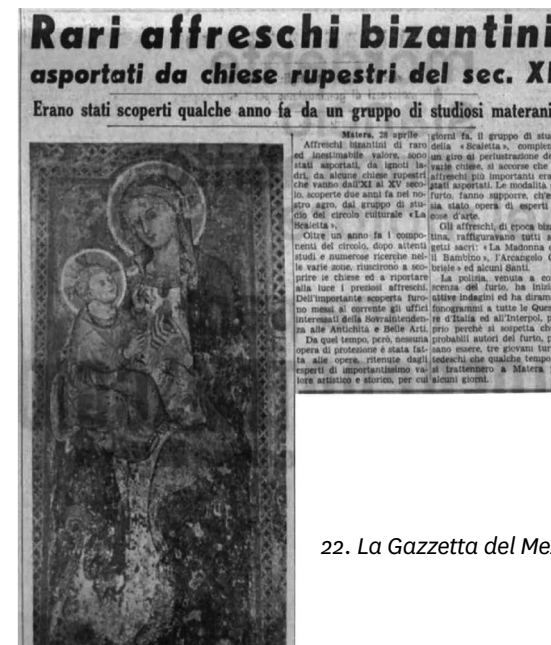 Rari affreschi bizantini
asportati da chiese rupestri del sec. XI
Erano stati scoperti qualche anno fa da un gruppo di studiosi materani
Matera, 28 aprile
Affreschi bizantini di raro
ed inestimabile valore, sono
stati asportati, da ignoti la-
dri, da alcune chiese rupestri
che vanno dall'XI al XV seco-
lo, scoperte due anni fa nel no-
stro agro, dal gruppo di stu-
dio del circolo culturale «La
Scaletta».
Oltre un anno fa i compo-
nenti del circolo, dopo attenti
studi e numerose ricerche nel-
le varie zone, riuscirono a sco-
prire le chiese ed a riportare
alla luce i preziosi affreschi.
Dell'importante scoperta furo-
no messi al corrente gli uffici
interessati della Sovraintenden-
za alle Antichità e Belle Arti.
Da quel tempo, però, nessuna
opera di protezione è stata fat-
ta alle opere, ritenute dagli
esperti di importantissimo va-
lore artistico e storico, per cui
giorni fa, il gruppo di stu
della «Scaletta», complen
un giro di perlustrazione de
varie chiese, si accorse che
affreschi più importanti era
stati asportati. Le modalità
furto, fanno supporre, ch'e
sia stato opera di esperti
cose d'arte.
Gli affreschi, di epoca biza
tina, raffiguravano tutti s
getti sacri: «La Madonna c
il Bambino», l'Arcangelo G
briele» ed alcuni Santi.
La polizia, venuta a co
scenza del furto, ha inizia
attive indagini ed ha diram
fonogrammi a tutte le Ques
re d'Italia ed all'Interpol, p
prio perchè si sospetta che
probabili autori del furto, p
sano essere, tre giovani turi
tedeschi che qualche tempo
si trattennero a Matera
alcuni giorni.
22. La Gazzetta del Mez